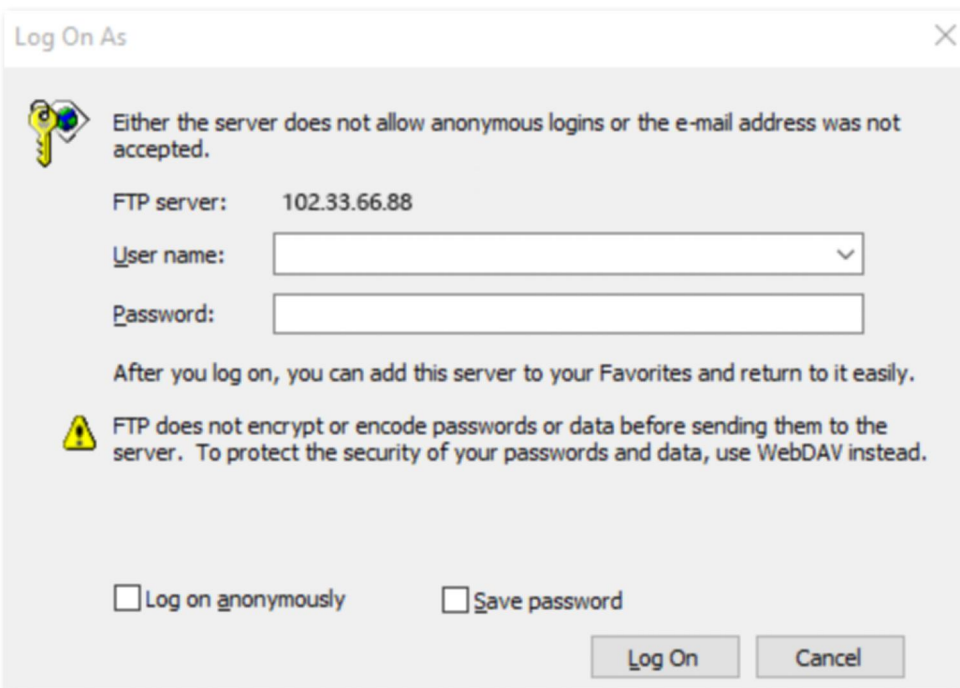 Log On As
Either the server does not allow anonymous logins or the e-mail address was not
accepted.
FTP server: 102.33.66.88
User name:
Password:
After you log on, you can add this server to your Favorites and return to it easily.
FTP does not encrypt or encode passwords or data before sending them to the
server. To protect the security of your passwords and data, use WebDAV instead.
Log on anonymously Save password
Log On Cancel